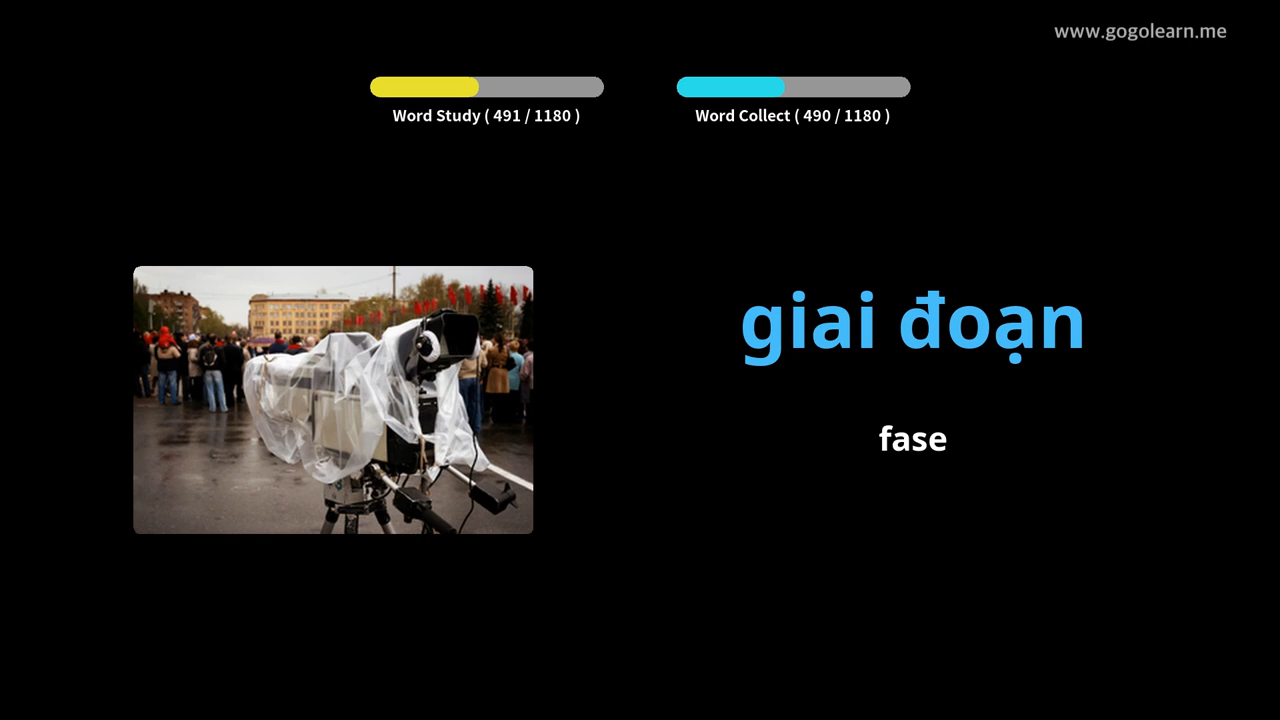 www.gogolearn.me
Word Study ( 491 / 1180 )
Word Collect ( 490 / 1180 )
giai đoạn
fase